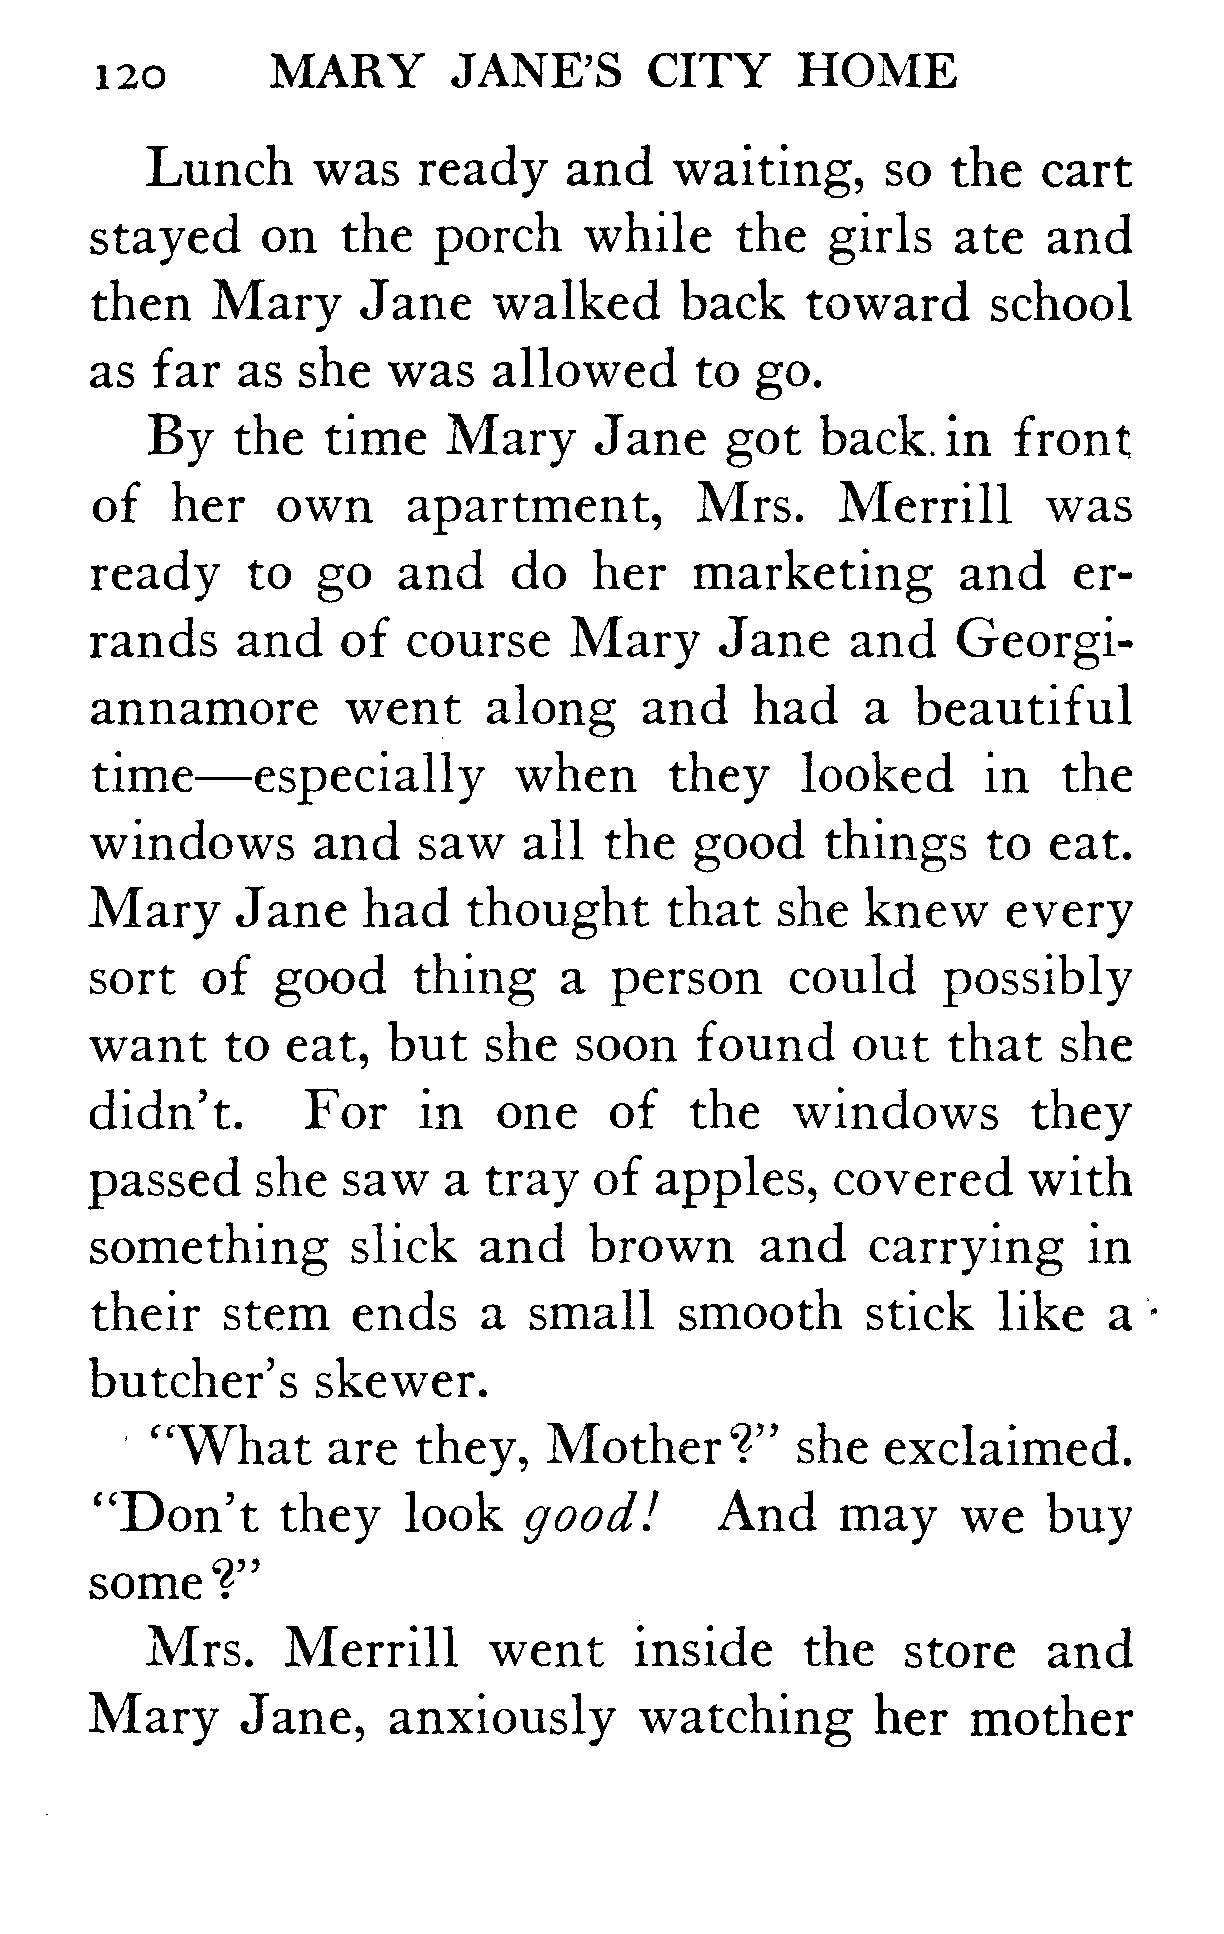 120 MARY JANE'S CITY HOME
Lunch was ready and waiting, so the cart
stayed on the porch while the girls ate and
then Mary Jane walked back toward school
as far as she was allowed to go.
By the time Mary Jane got back. in front
of her own apartment, Mrs. Merrill was
ready to go and do her marketing and er-
rands and of course Mary Jane and Georgi-
annamore went along and had a beautiful
time—especially when they looked in the
windows and saw all the good things to eat.
Mary Jane had thought that she knew every
sort of good thing a person could possibly
want to eat, but she soon found out that she
didn't. For in one of the windows they
passed she saw a tray of apples, covered with
something slick and brown and carrying in
their stem ends a small smooth stick like a
butcher's skewer.
"What are they, Mother?" she exclaimed.
"Don't they look good! And may we buy
some?"
Mrs. Merrill went inside the store and
Mary Jane, anxiously watching her mother